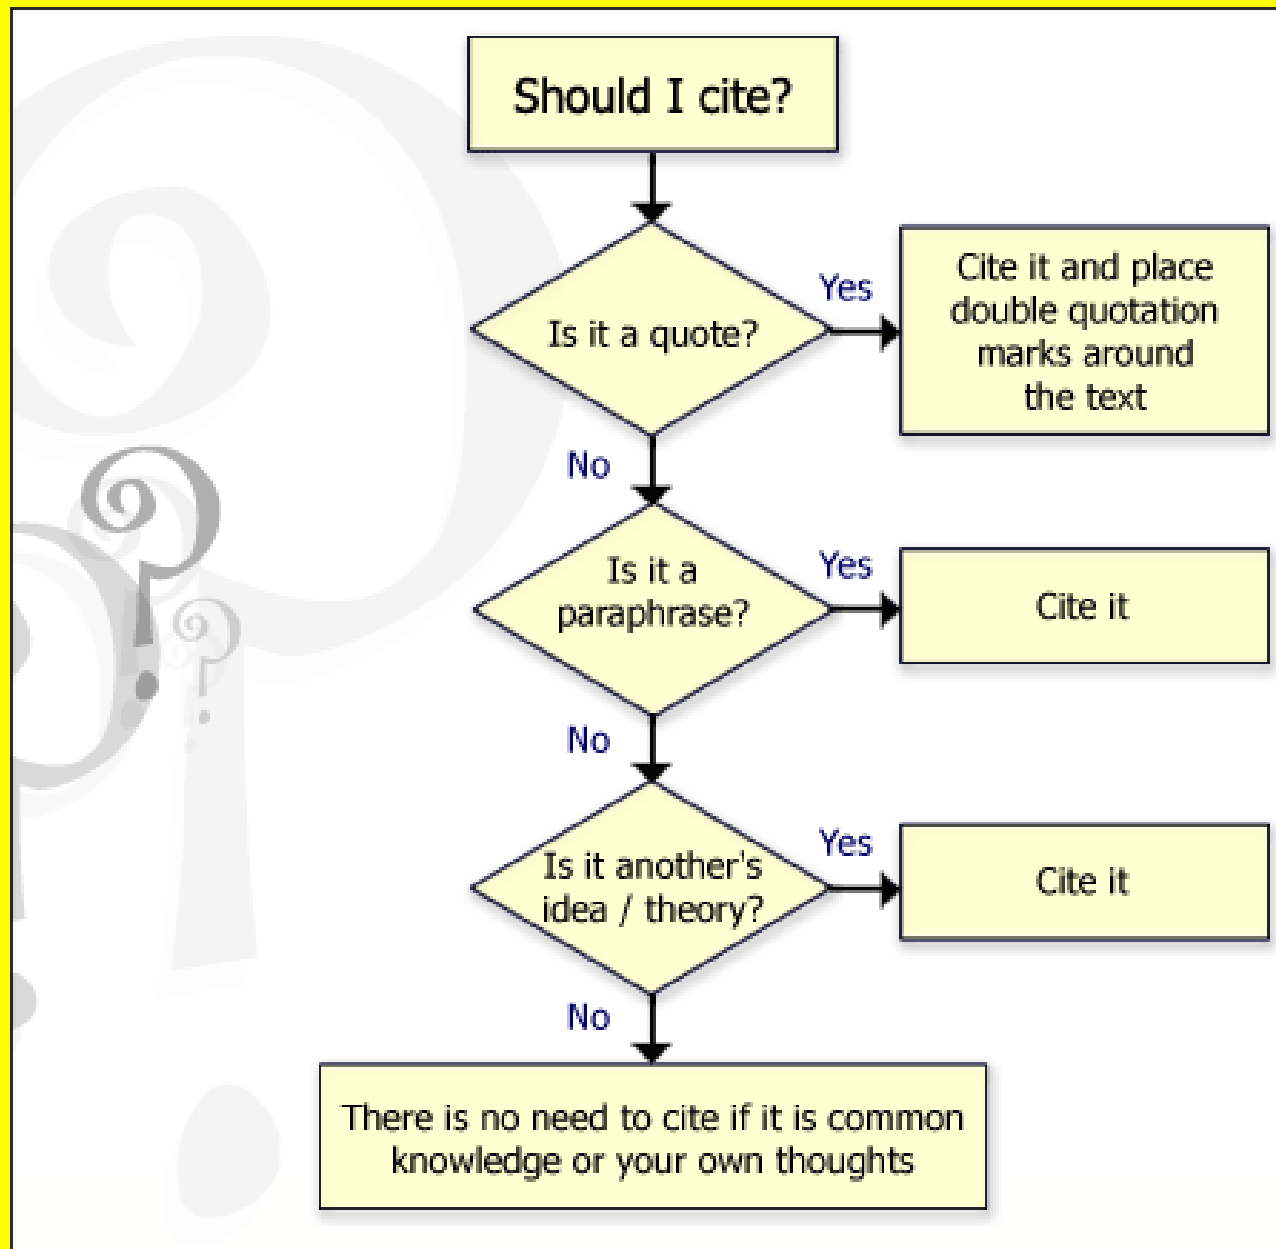 Should I cite?
Is it a quote?
Yes
Cite it and place
double quotation
marks around
the text
No
Is it a
paraphrase?
Yes
Cite it
No
Is it another's
idea / theory?
Yes
Cite it
No
There is no need to cite if it is common
knowledge or your own thoughts